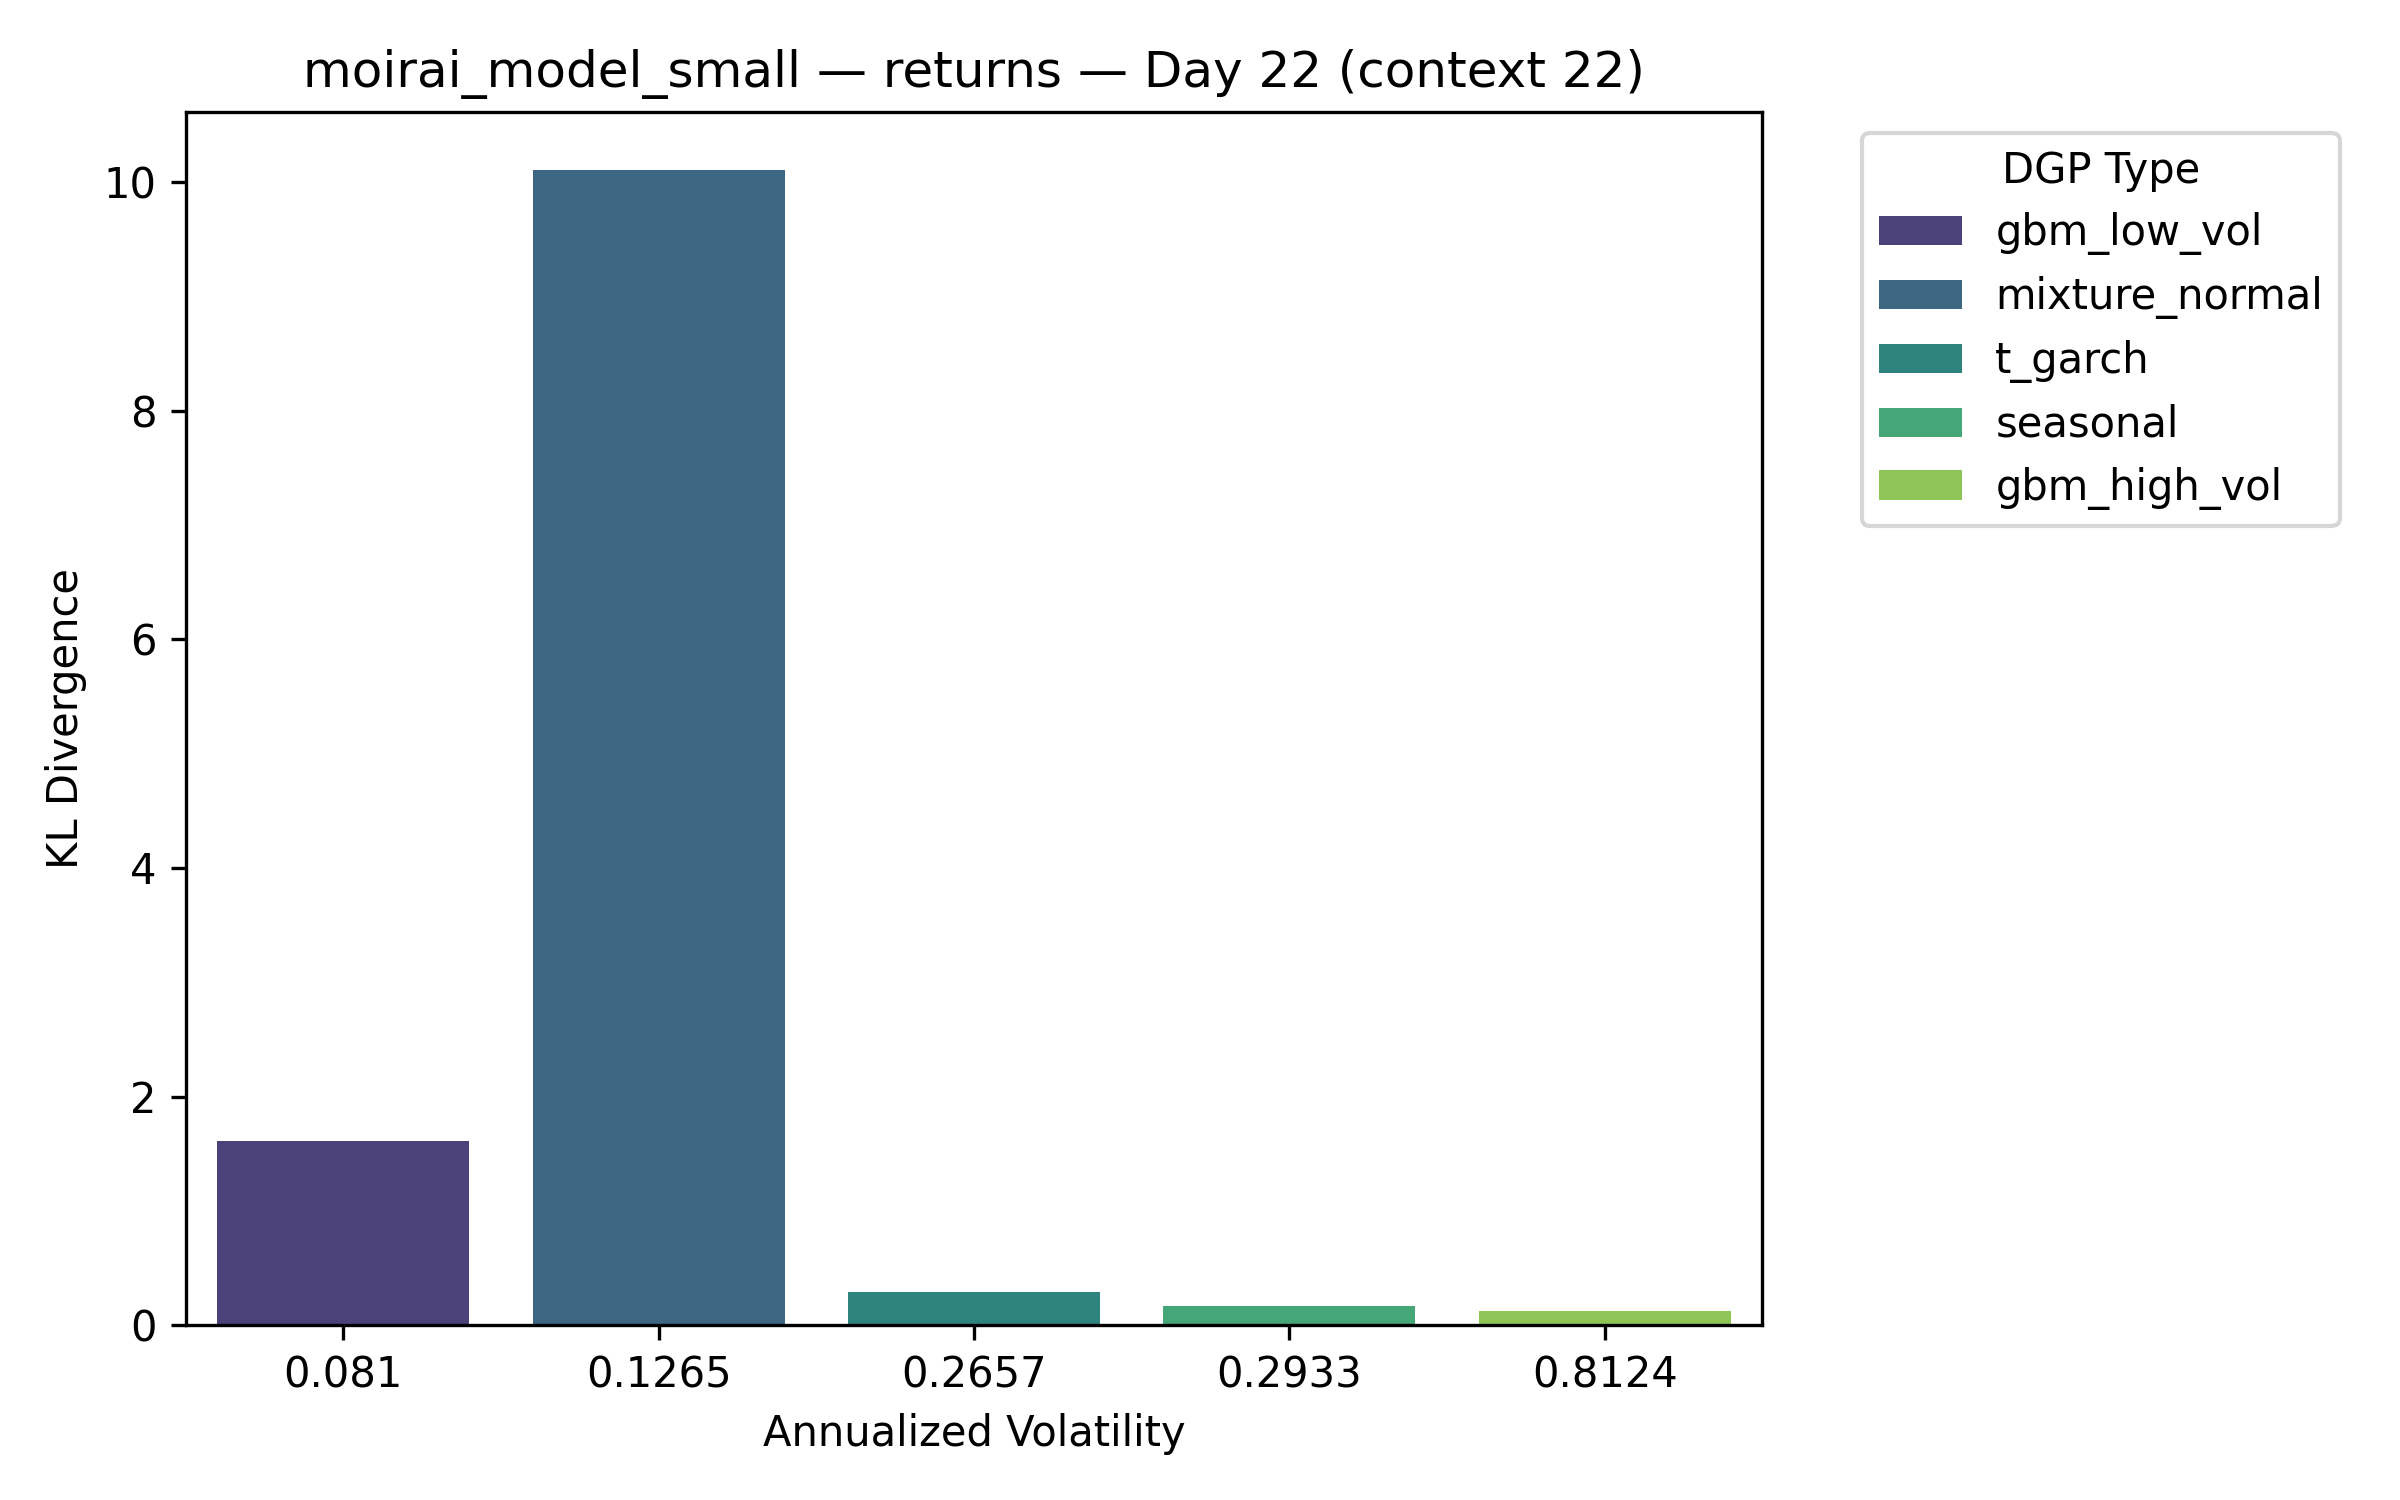 moirai_model_small — returns — Day 22 (context 22)
KL Divergence
10
8
6
4
2
0
0.081 0.1265 0.2657 0.2933 0.8124
Annualized Volatility
DGP Type
gbm_low_vol
mixture_normal
t_garch
seasonal
gbm_high_vol